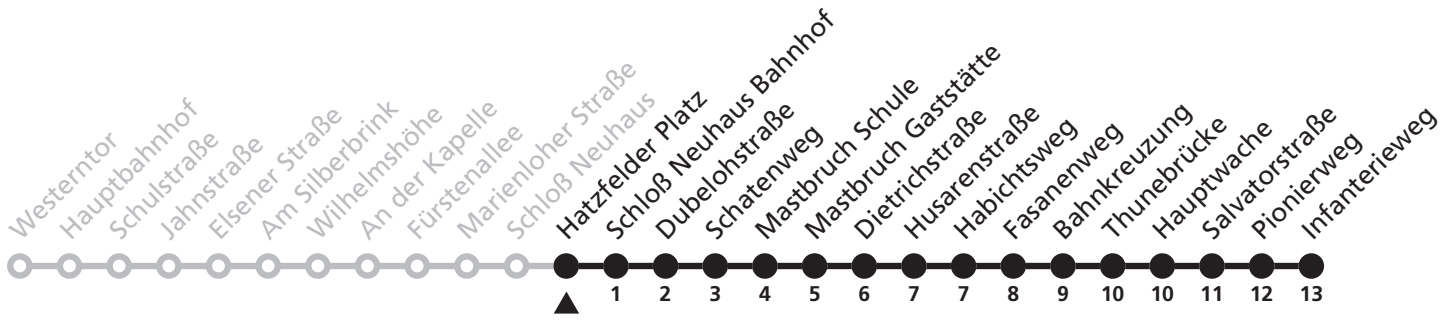 Westerntor
Hauptbahnhof
Schulstraße
Jahnstraße
Elsener Straße
Am Silberbrink
Wilhelmshöhe
An der Kapelle
Fürstenallee
Marienloher Straße
Schloß Neuhaus
Hatzfelder Platz
Schloß Neuhaus Bahnhof
Dubelohstraße
Schatenweg
Mastbruch Schule
Mastbruch Gaststätte
Dietrichstraße
Husarenstraße
Habichtsweg
Fasanenweg
Bahnkreuzung
Thunebrücke
Hauptwache
Salvatorstraße
Pionierweg
Infanterieweg
1 2 3 4 5 6 7 7 8 9 10 10 11 12 13